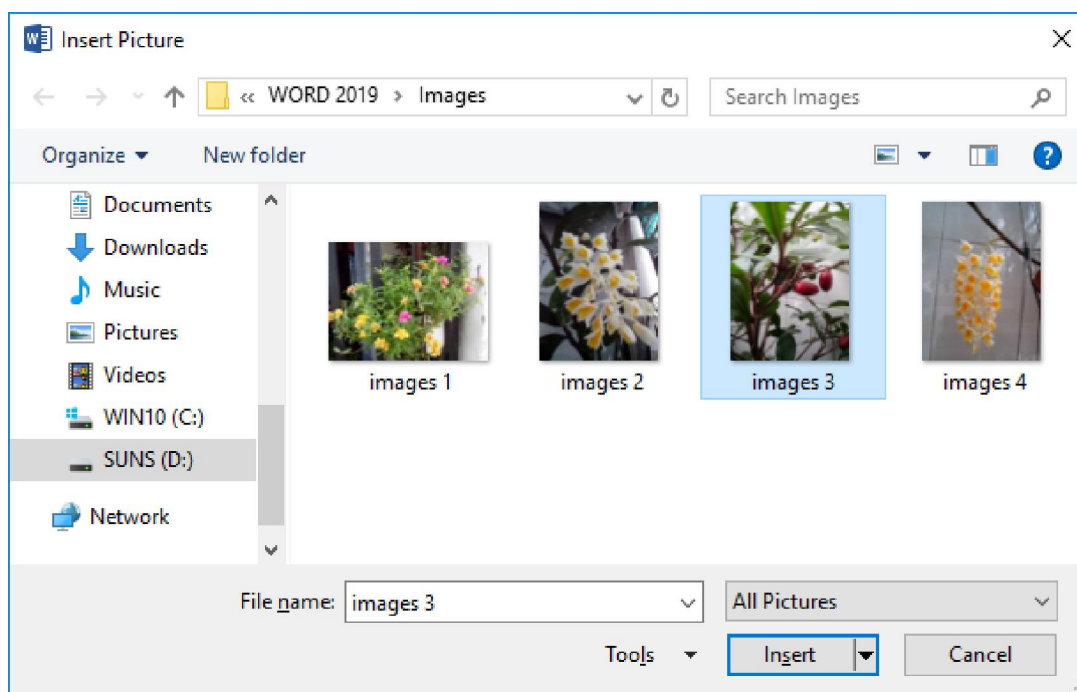 Insert Picture
« WORD 2019 > Images
Search Images
Organize
New folder
Documents
Downloads
Music
Pictures
Videos
WIN10 (C:)
SUNS (D:)
Network
images 1
images 2
images 3
images 4
File name:
images 3
All Pictures
Tools
Insert
Cancel